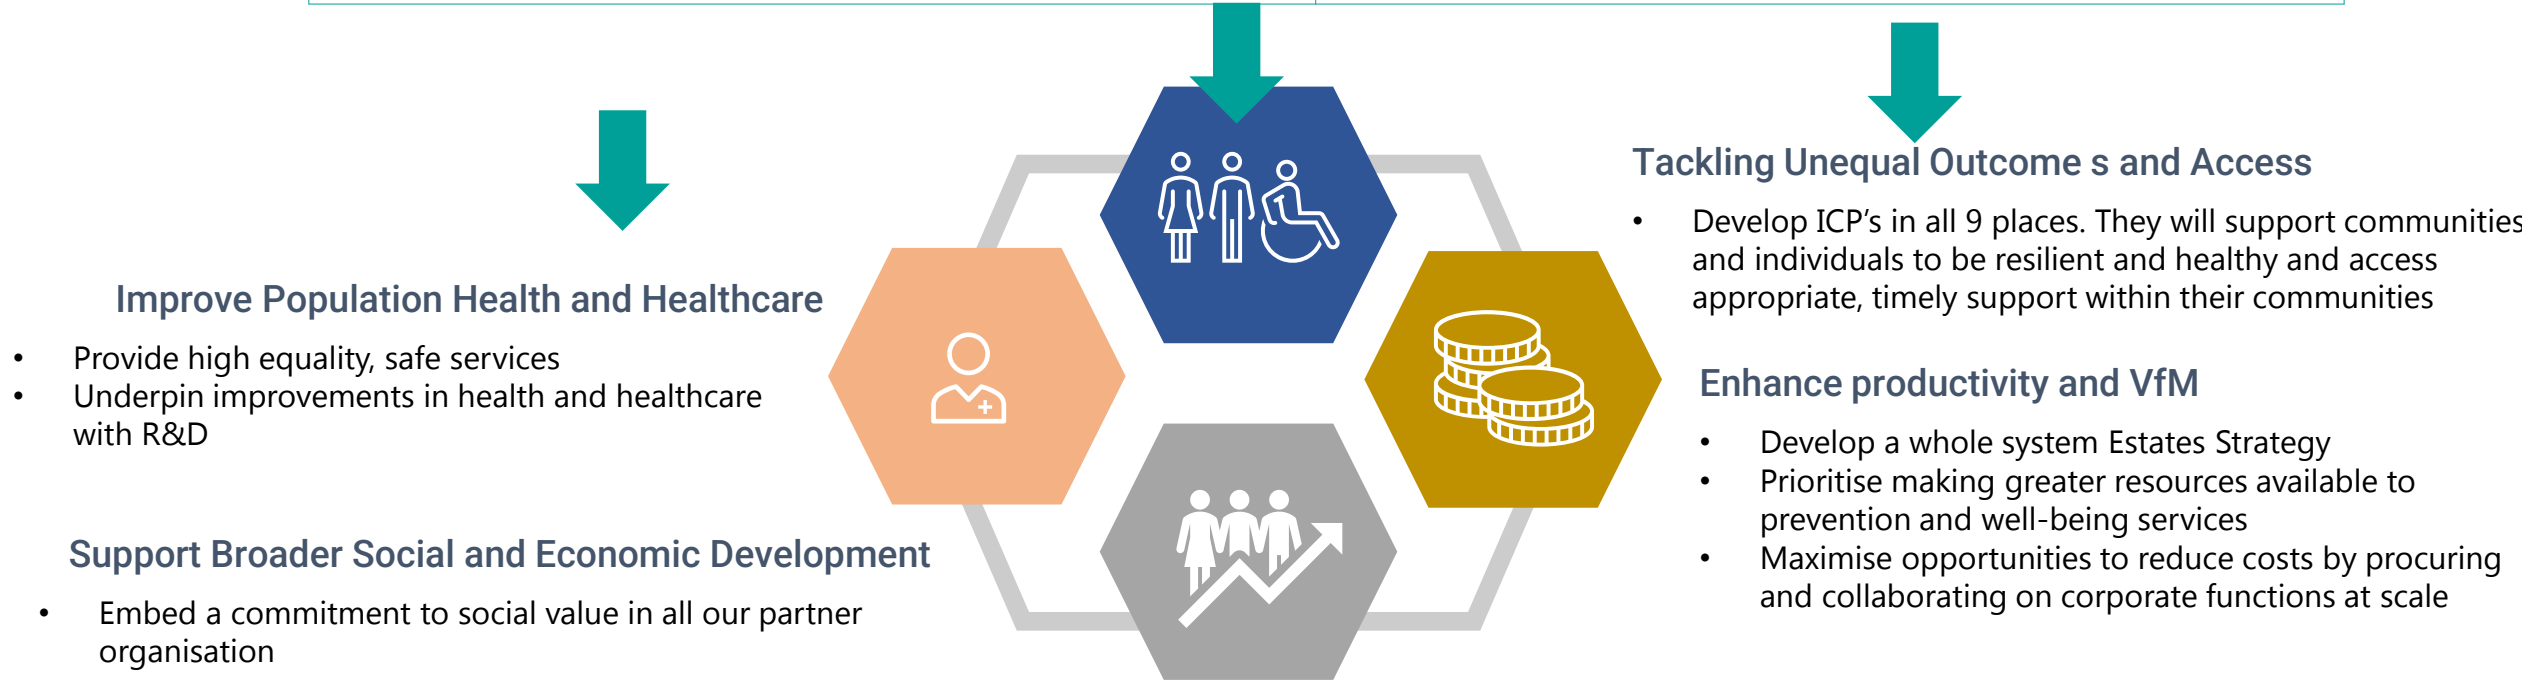 Improve Population Health and Healthcare
• Provide high equality, safe services
• Underpin improvements in health and healthcare
with R&D
Support Broader Social and Economic Development
• Embed a commitment to social value in all our partner
organisation
Tackling Unequal Outcome s and Access
• Develop ICP’s in all 9 places. They will support communities
and individuals to be resilient and healthy and access
appropriate, timely support within their communities
Enhance productivity and VfM
• Develop a whole system Estates Strategy
• Prioritise making greater resources available to
prevention and well-being services
• Maximise opportunities to reduce costs by procuring
and collaborating on corporate functions at scale